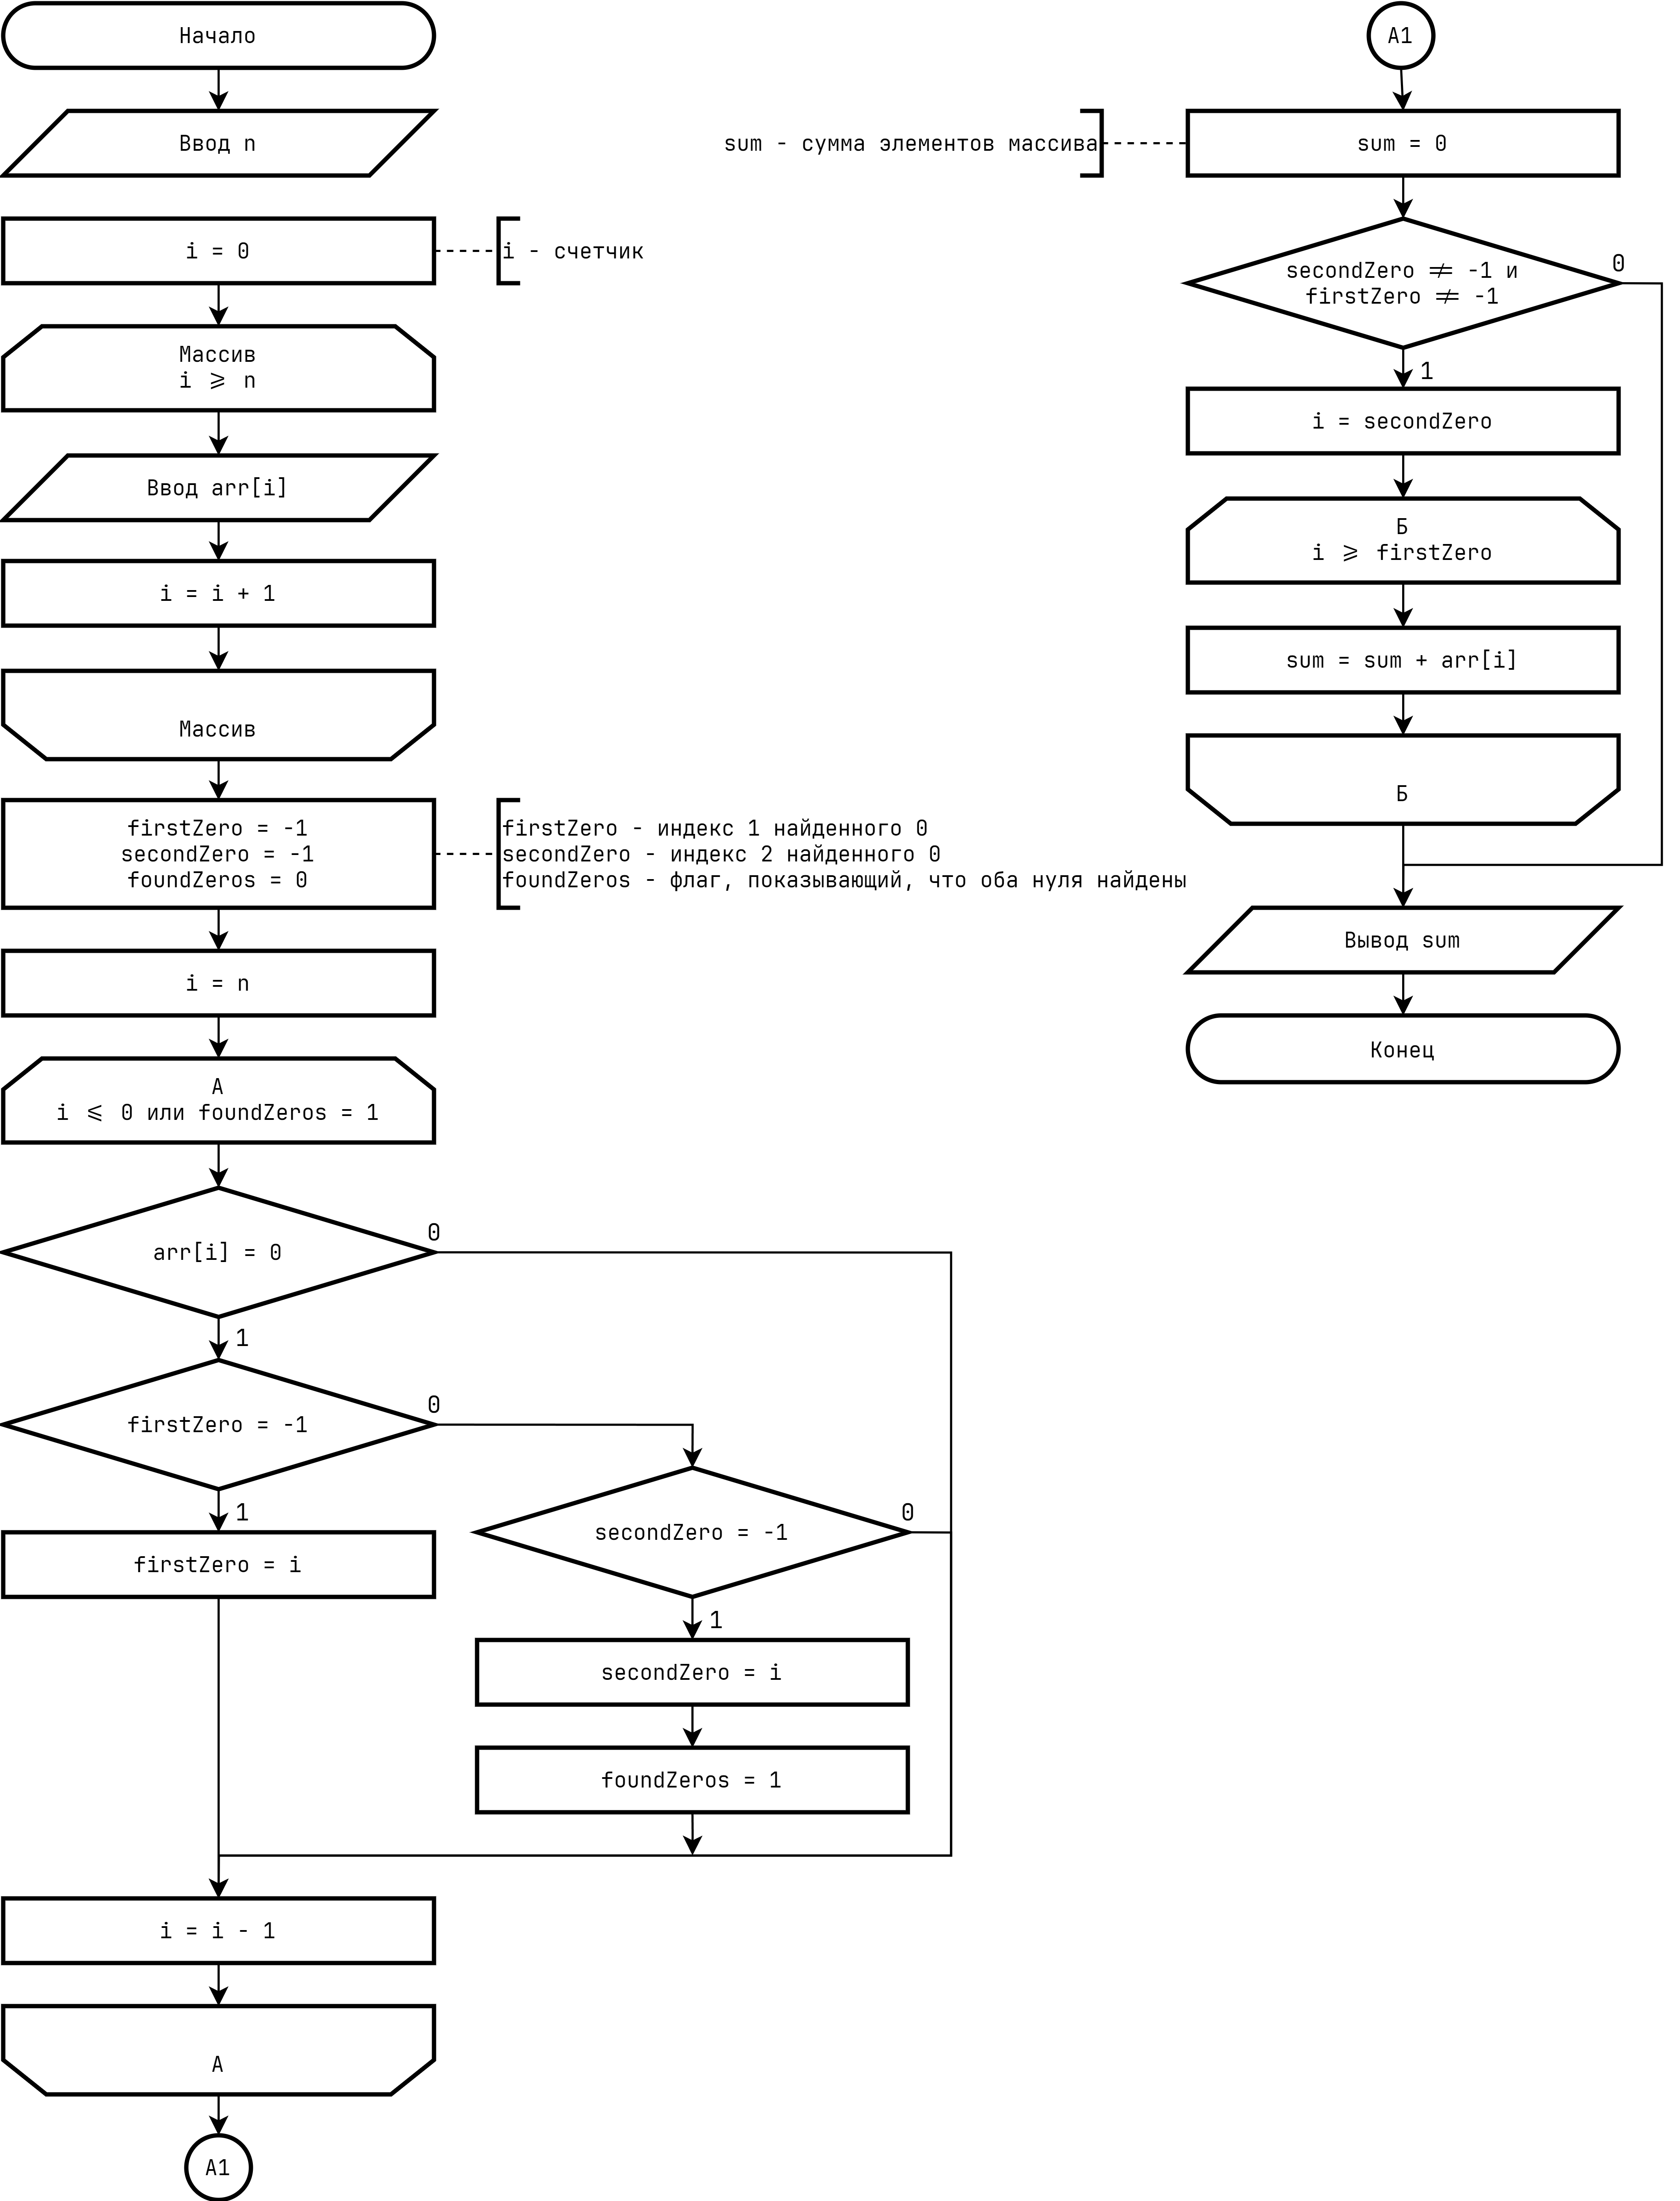 Начало
Ввод n
i = 0
i - счетчик
Массив
i ⩾ n
Ввод arr[i]
i = i + 1
Массив
firstZero = -1
secondZero = -1
foundZeros = 0
firstZero - индекс 1 найденного 0
secondZero - индекс 2 найденного 0
foundZeros - флаг, показывающий, что оба нуля найдены
i = n
А
i ⩽ 0 или foundZeros = 1
arr[i] = 0
0
1
firstZero = -1
0
1
firstZero = i
secondZero = -1
0
1
secondZero = i
foundZeros = 1
i = i - 1
А
А1
А1
sum = 0
sum - сумма элементов массива
secondZero ≠ -1 и
firstZero ≠ -1
0
1
i = secondZero
Б
i ⩾ firstZero
sum = sum + arr[i]
Б
Вывод sum
Конец